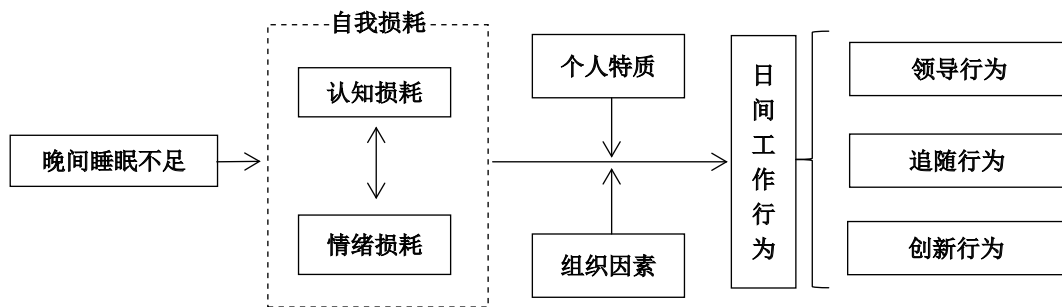 自我损耗
认知损耗
情绪损耗
晚间睡眠不足
个人特质
组织因素
日间工作行为
领导行为
追随行为
创新行为